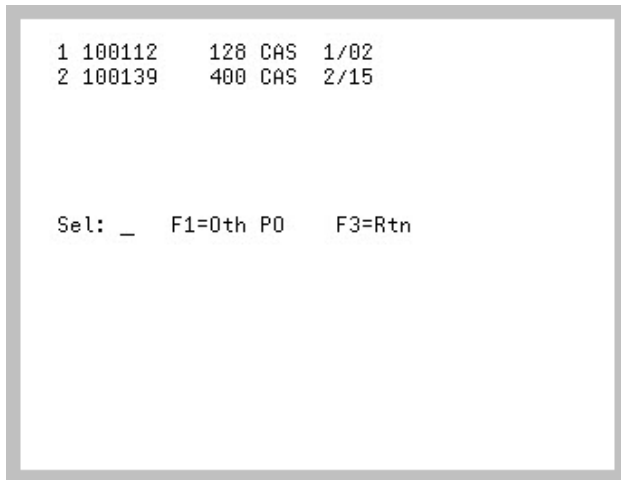 1 100112    128 CAS  1/02
2 100139    400 CAS  2/15
Sel: _   F1=Oth PO    F3=Rtn